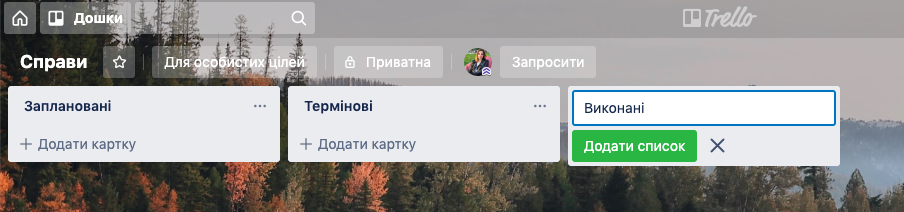 Дошки
Trello
Справи
Для особистих цілей
Приватна
Запросити
Заплановані
Термінові
Виконані
+ Додати картку
+ Додати картку
Додати список